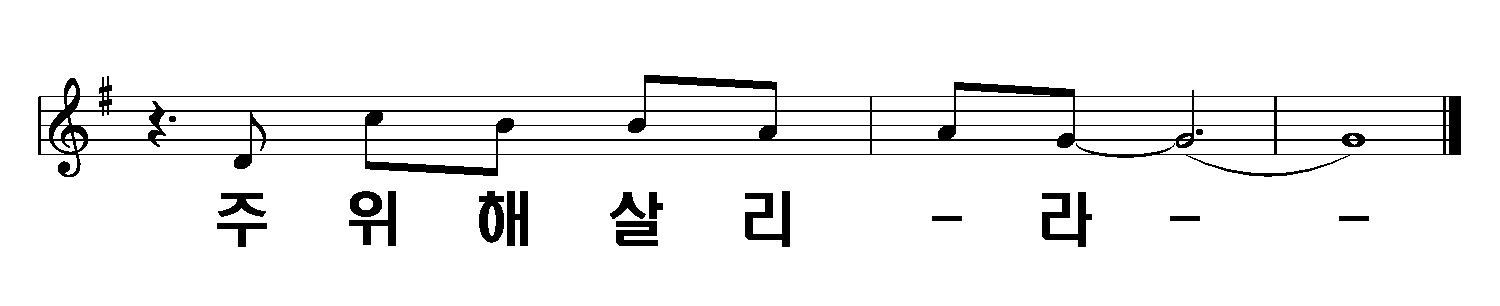 주 위 해 살 리 - 라 - -